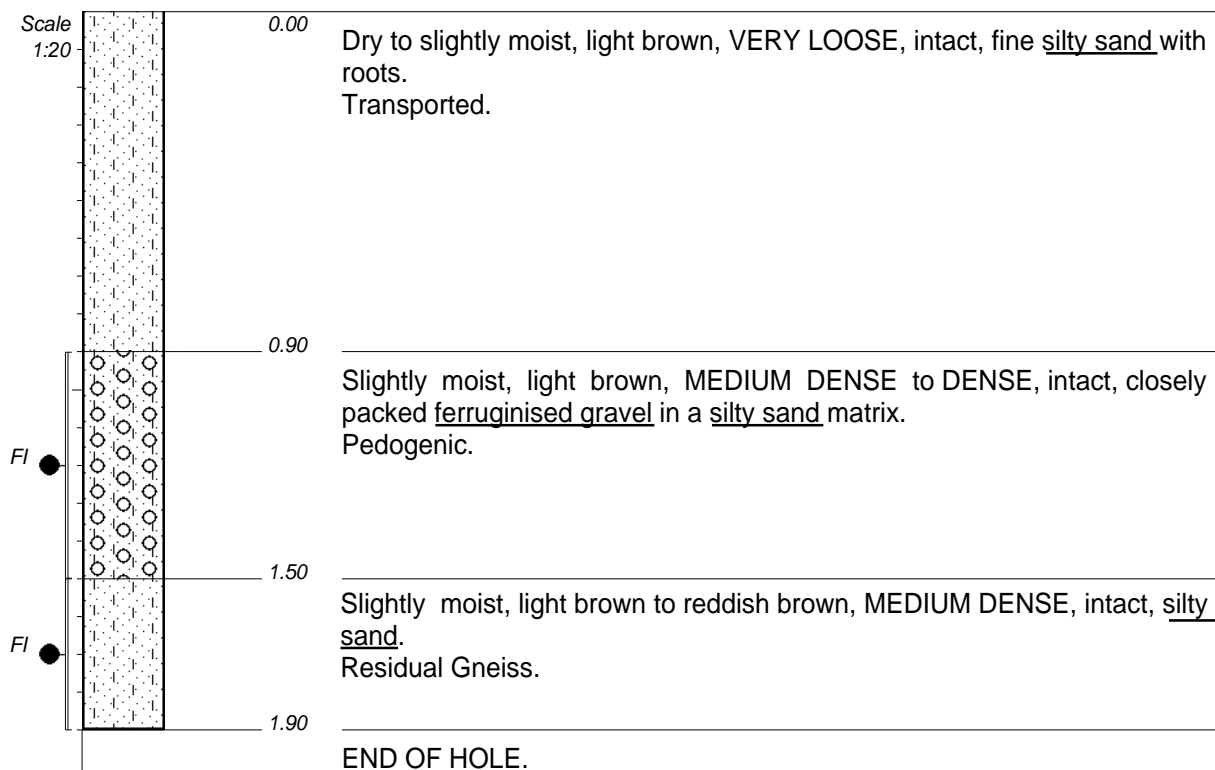 Scale
1:20
0.00
Dry to slightly moist, light brown, VERY LOOSE, intact, fine silty sand with
roots.
Transported.
0.90
Slightly moist, light brown, MEDIUM DENSE to DENSE, intact, closely
packed ferruginised gravel in a silty sand matrix.
Pedogenic.
FI
1.50
Slightly moist, light brown to reddish brown, MEDIUM DENSE, intact, silty
sand.
Residual Gneiss.
FI
1.90
END OF HOLE.